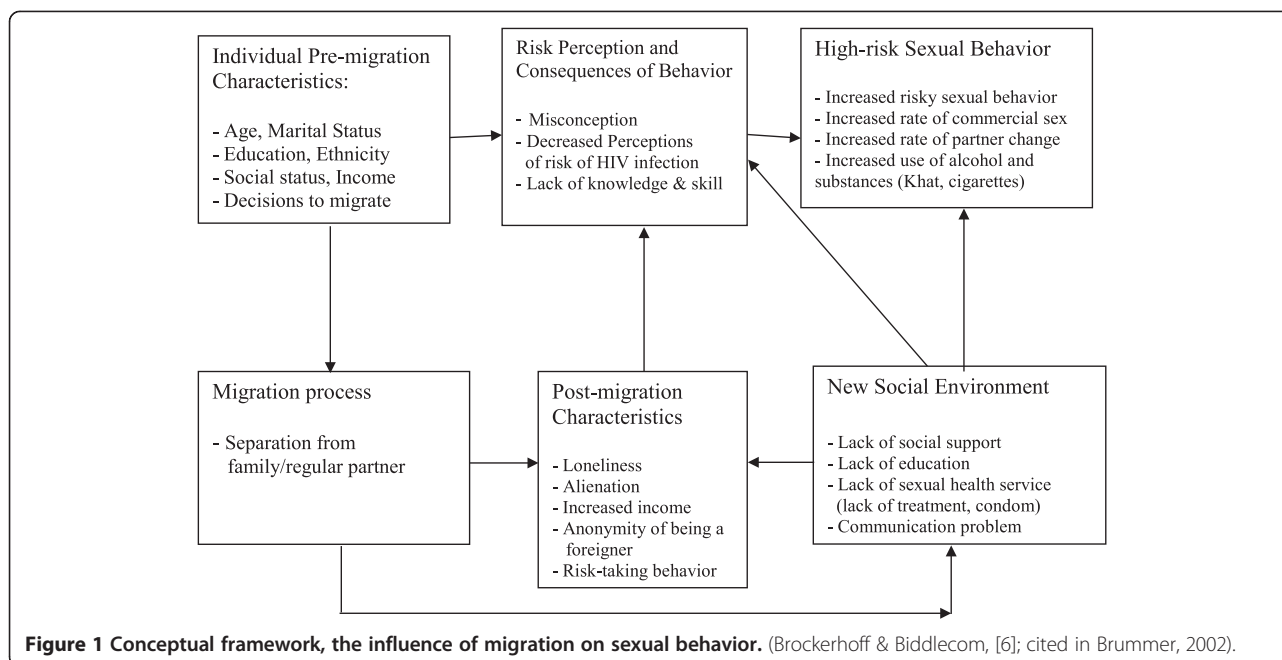 Individual Pre-migration
Characteristics:
- Age, Marital Status
- Education, Ethnicity
- Social status, Income
- Decisions to migrate
Risk Perception and
Consequences of Behavior
- Misconception
- Decreased Perceptions
of risk of HIV infection
- Lack of knowledge & skill
High-risk Sexual Behavior
- Increased risky sexual behavior
- Increased rate of commercial sex
- Increased rate of partner change
- Increased use of alcohol and
substances (Khat, cigarettes)
Migration process
- Separation from
family/regular partner
Post-migration
Characteristics
- Loneliness
- Alienation
- Increased income
- Anonymity of being a
foreigner
- Risk-taking behavior
New Social Environment
- Lack of social support
- Lack of education
- Lack of sexual health service
(lack of treatment, condom)
- Communication problem
Figure 1 Conceptual framework, the influence of migration on sexual behavior. (Brockerhoff & Biddlecom, [6]; cited in Brummer, 2002).